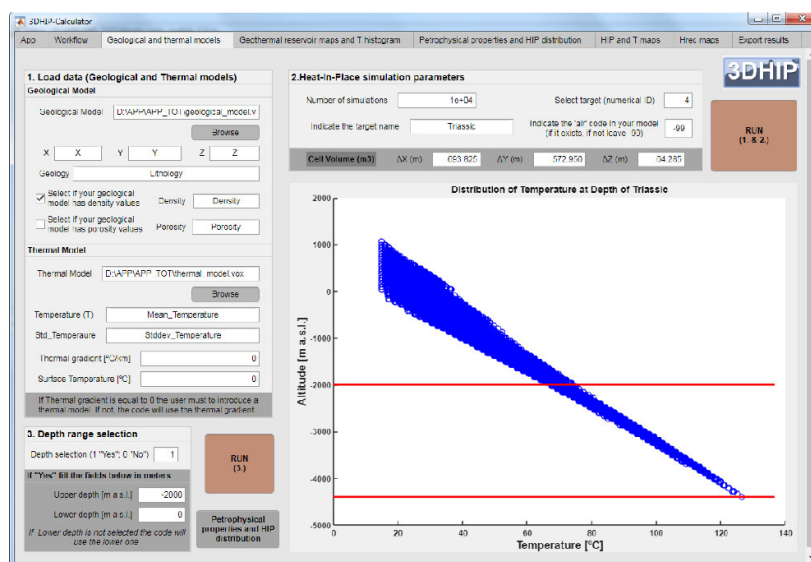 3DHIP-Calculator
App Workflow Geological and thermal models Geothermal reservoir maps and T histogram Petrophysical properties and HIP distribution HIP and T maps Hrec maps Export results
3DHIP
1. Load data (Geological and Thermal models)
Geological Model
Geological Model D:\APP\APP_TOT\geological_model.v
Browse
X X Y Y Z Z
Geology Lithology
Select if your geological
model has density values Density Density
Select if your geological
model has porosity values Porosity Porosity
Thermal Model
Thermal Model D:\APP\APP_TOT\thermal_model.vox
Browse
Temperature (T) Mean_Temperature
Std_Temperaure Stddev_Temperature
Thermal gradient [ºC/km] 0
Surface Temperature [ºC] 0
If Thermal gradient is equal to 0 the user must to introduce a
thermal model. If not, the code will use the thermal gradient
2.Heat-In-Place simulation parameters
Number of simulations 1e+04 Select target (numerical ID) 4
Indicate the target name Triassic Indicate the 'air' code in your model
(if it exists, if not leave -99) -99
Cell Volume (m3) ΔX (m) 693.825 ΔY (m) 572.950 ΔZ (m) 64.285
RUN
(1. & 2.)
3. Depth range selection
Depth selection (1 "Yes"; 0 "No") 1
If "Yes" fill the fields below in meters
Upper depth [m a.s.l.] -2000
Lower depth [m a.s.l.] 0
If Lower depth is not selected the code will
use the lower one
RUN
(3.)
Petrophysical
properties and HIP
distribution
Distribution of Temperature at Depth of Triassic
Altitude [m a.s.l.]
2000
1000
0
-1000
-2000
-3000
-4000
-5000
0 20 40 60 80 100 120 140
Temperature [°C]